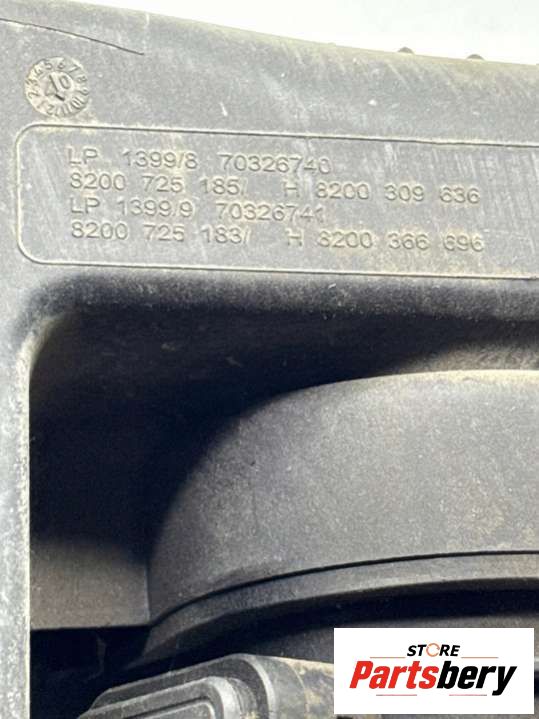 10
LP 1399/8 70326740
8200 725 185/ H 8200 309 636
LP 1399/9 70326741
8200 725 183/ H 8200 366 696
STORE
Partsbery